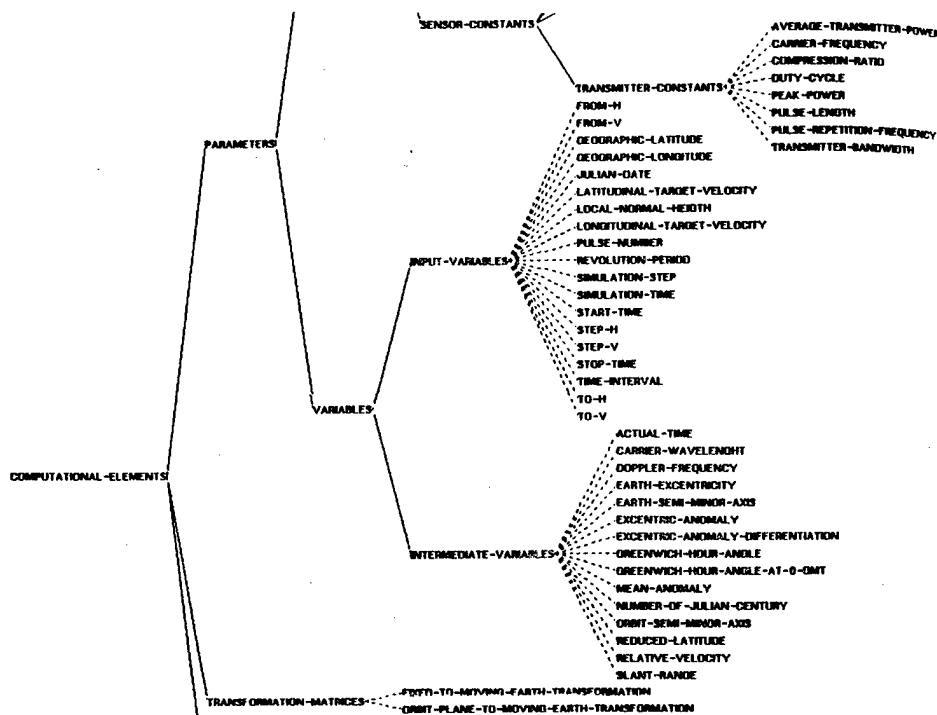 SENSOR-CONSTANTS
AVERAGE-TRANSMITTER-POWER
CARRIER-FREQUENCY
COMPRESSION-RATIO
DUTY-CYCLE
PEAK-POWER
PULSE-LENGTH
PULSE-REPETITION-FREQUENCY
TRANSMITTER-BANDWIDTH
TRANSMITTER-CONSTANTS
PARAMETERS
FROM-H
FROM-V
GEOGRAPHIC-LATITUDE
GEOGRAPHIC-LONGITUDE
JULIAN-DATE
LATITUDINAL-TARGET-VELOCITY
LOCAL-NORMAL-HEIGTH
LONGITUDINAL-TARGET-VELOCITY
PULSE-NUMBER
REVOLUTION-PERIOD
SIMULATION-STEP
SIMULATION-TIME
START-TIME
STEP-H
STEP-V
STOP-TIME
TIME-INTERVAL
TO-H
TO-V
INPUT-VARIABLES
VARIABLES
COMPUTATIONAL-ELEMENTS
ACTUAL-TIME
CARRIER-WAVELENGHT
DOPPLER-FREQUENCY
EARTH-EXCENTRICITY
EARTH-SEMI-MINOR-AXIS
EXCENTRIC-ANOMALY
EXCENTRIC-ANOMALY-DIFFERENTIATION
GREENWICH-HOUR-ANGLE
GREENWICH-HOUR-ANGLE-AT-0-GMT
MEAN-ANOMALY
NUMBER-OF-JULIAN-CENTURY
ORBIT-SEMI-MINOR-AXIS
REDUCED-LATITUDE
RELATIVE-VELOCITY
SLANT-RANGE
INTERMEDIATE-VARIABLES
TRANSFORMATION-MATRICES
FIXED-TO-MOVING-EARTH-TRANSFORMATION
ORBIT-PLANE-TO-MOVING-EARTH-TRANSFORMATION